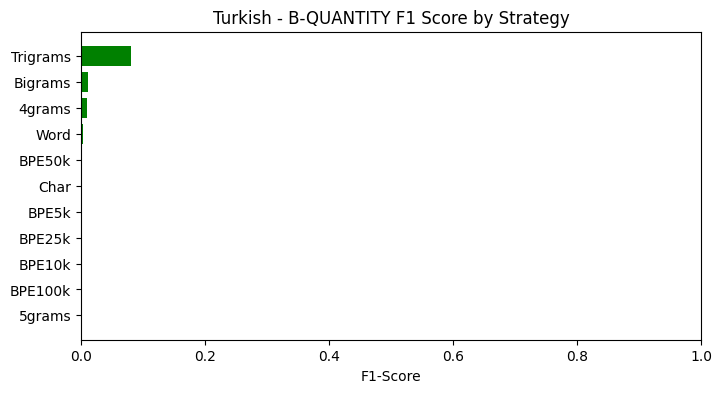 Turkish - B-QUANTITY F1 Score by Strategy
Trigrams
Bigrams
4grams
Word
BPE50k
Char
BPE5k
BPE25k
BPE10k
BPE100k
5grams
0.0 0.2 0.4 0.6 0.8 1.0
F1-Score